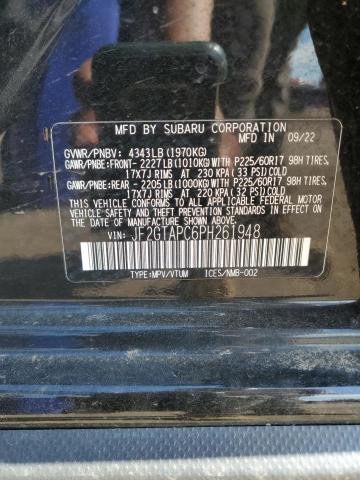 MFD BY SUBARU CORPORATION
MFD IN 09/22
GVWR/PNBV: 4343LB (1970KG)
GAWR/PNBE:FRONT- 2227LB (1010KG) WITH P225/60R17 98H TIRES,
17X7J RIMS AT 230 KPA (33 PSI) COLD
GAWR/PNBE:REAR - 2205LB (1000KG) WITH P225/60R17 98H TIRES,
17X7J RIMS AT 220 KPA (32 PSI) COLD
THIS VEHICLE CONFORMS TO ALL APPLICABLE
FEDERAL MOTOR VEHICLE SAFETY STANDARDS
IN EFFECT ON THE DATE OF
MANUFACTURE SHOWN ABOVE.
VIN: JF2GTAPC6PH261948
TYPE:MPV/VTUM ICES/NMB-002